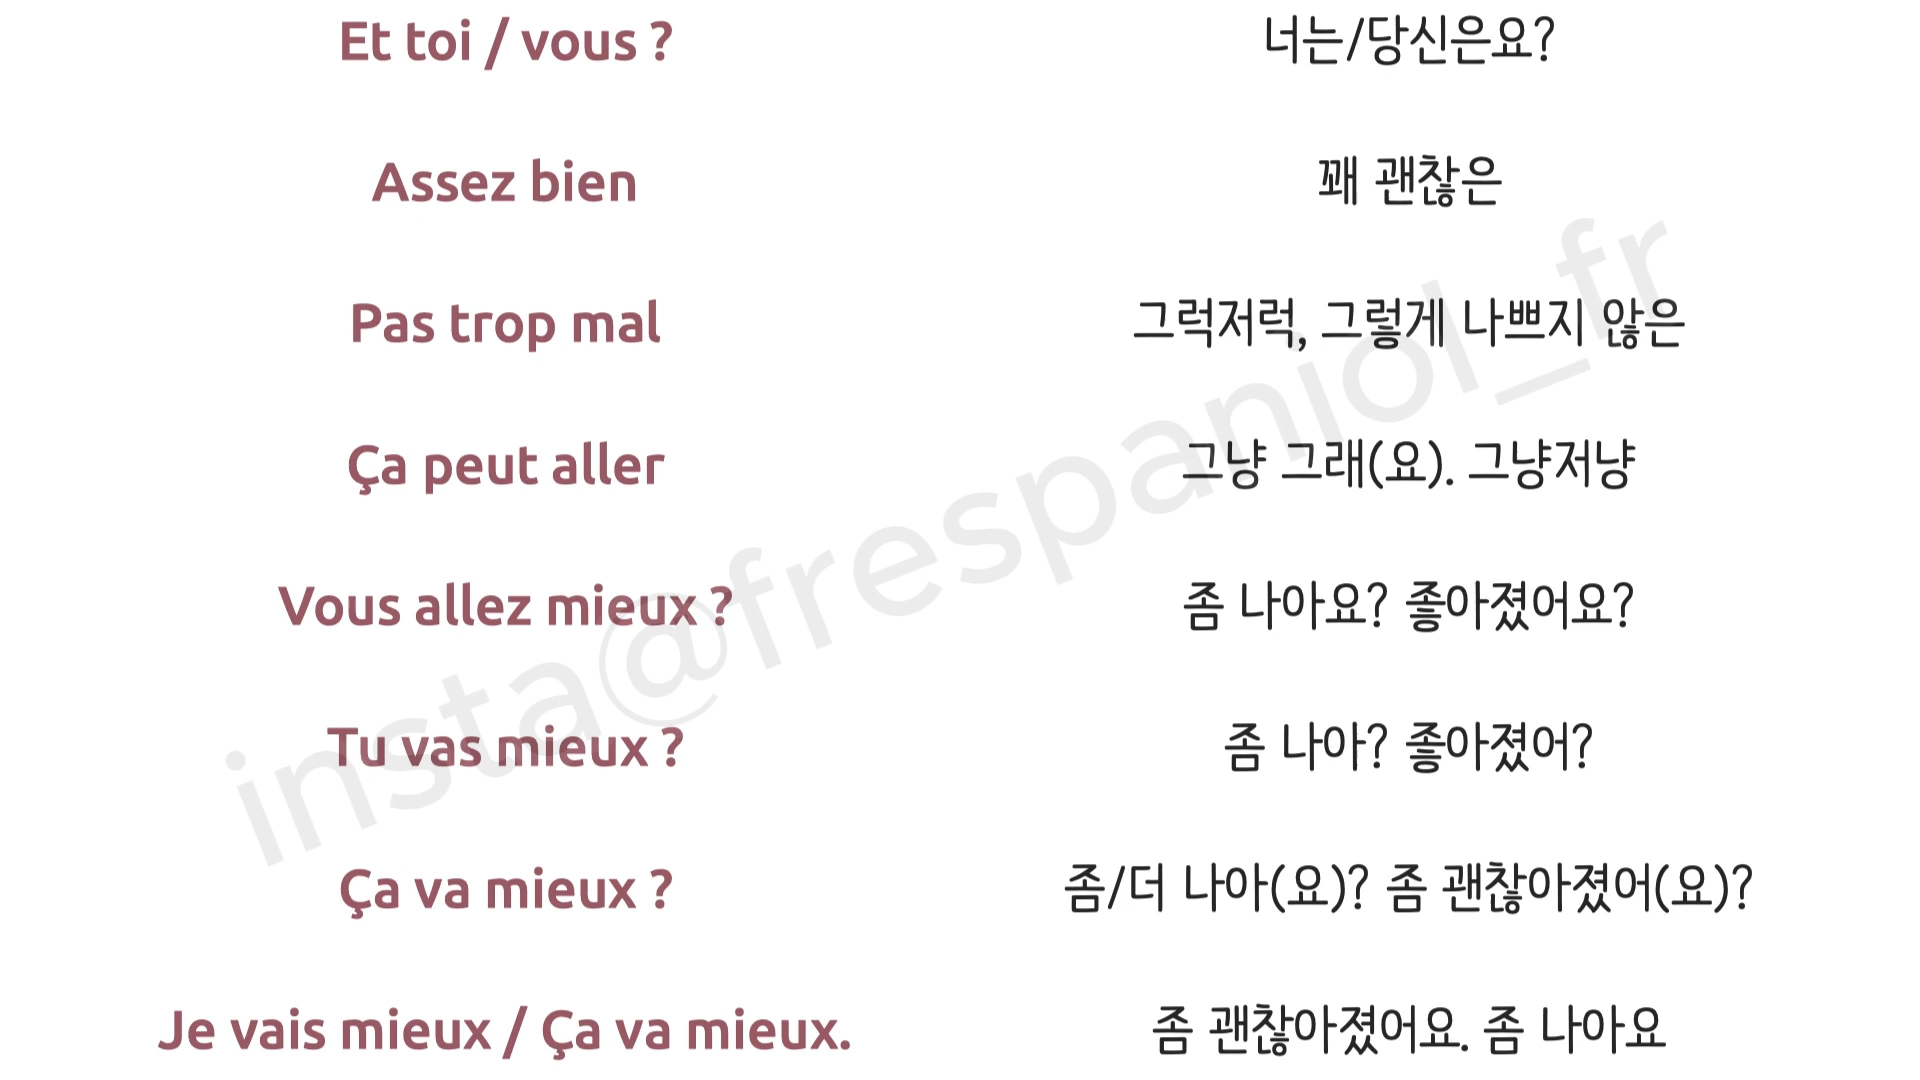 Et toi / vous ? 너는/당신은요?
Assez bien 꽤 괜찮은
Pas trop mal 그럭저럭, 그렇게 나쁘지 않은
Ça peut aller 그냥 그래(요). 그냥저냥
Vous allez mieux ? 좀 나아요? 좋아졌어요?
Tu vas mieux ? 좀 나아? 좋아졌어?
Ça va mieux ? 좀/더 나아(요)? 좀 괜찮아졌어(요)?
Je vais mieux / Ça va mieux. 좀 괜찮아졌어요. 좀 나아요
insta@frespaniol_fr